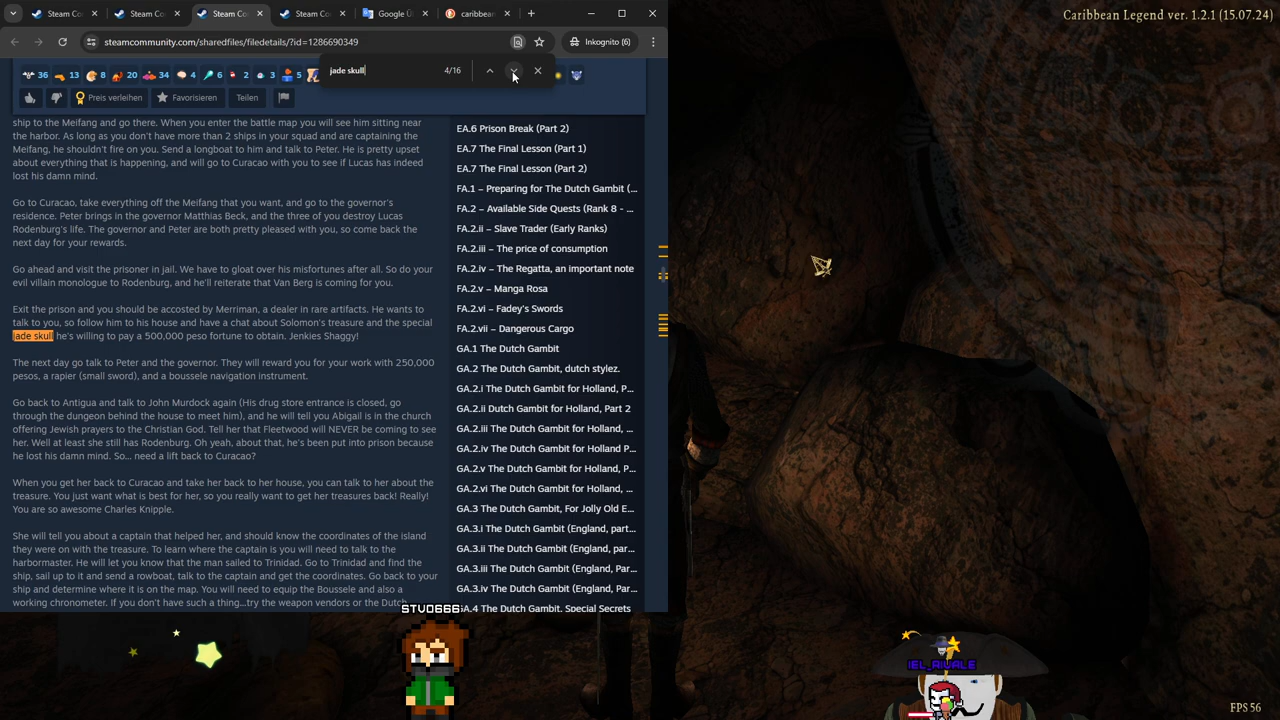 Steam Co
Steam Co
Steam Co
Steam Co
Google Ü
caribbean
steamcommunity.com/sharedfiles/filedetails/?id=1286690349
Inkognito (6)
jade skull
4/16
36
13
8
20
34
4
6
2
3
5
Preis verleihen
Favorisieren
Teilen
ship to the Meifang and go there. When you enter the battle map you will see him sitting near
the harbor. As long as you don't have more than 2 ships in your squad and are captaining the
Meifang, he shouldn't fire on you. Send a longboat to him and talk to Peter. He is pretty upset
about everything that is happening, and will go to Curacao with you to see if Lucas has indeed
lost his damn mind.
Go to Curacao, take everything off the Meifang that you want, and go to the governor's
residence. Peter brings in the governor Matthias Beck, and the three of you destroy Lucas
Rodenburg's life. The governor and Peter are both pretty pleased with you, so come back the
next day for your rewards.
Go ahead and visit the prisoner in jail. We have to gloat over his misfortunes after all. So do your
evil villain monologue to Rodenburg, and he'll reiterate that Van Berg is coming for you.
Exit the prison and you should be accosted by Merriman, a dealer in rare artifacts. He wants to
talk to you, so follow him to his house and have a chat about Solomon's treasure and the special
jade skull he's willing to pay a 500,000 peso fortune to obtain. Jenkies Shaggy!
The next day go talk to Peter and the governor. They will reward you for your work with 250,000
pesos, a rapier (small sword), and a boussele navigation instrument.
Go back to Antigua and talk to John Murdock again (His drug store entrance is closed, go
through the dungeon behind the house to meet him), and he will tell you Abigail is in the church
offering Jewish prayers to the Christian God. Tell her that Fleetwood will NEVER be coming to see
her. Well at least she still has Rodenburg. Oh yeah, about that, he's been put into prison because
he lost his damn mind. So... need a lift back to Curacao?
When you get her back to Curacao and take her back to her house, you can talk to her about the
treasure. You just want what is best for her, so you really want to get her treasures back! Really!
You are so awesome Charles Knipple.
She will tell you about a captain that helped her, and should know the coordinates of the island
they were on with the treasure. To learn where the captain is you will need to talk to the
harbormaster. He will let you know that the man sailed to Trinidad. Go to Trinidad and find the
ship, sail up to it and send a rowboat, talk to the captain and get the coordinates. Go back to your
ship and determine where it is on the map. You will need to equip the Boussele and also a
working chronometer. If you don't have such a thing...try the weapon vendors or the Dutch
EA.6 Prison Break (Part 2)
EA.7 The Final Lesson (Part 1)
EA.7 The Final Lesson (Part 2)
FA.1 – Preparing for The Dutch Gambit (...
FA.2 – Available Side Quests (Rank 8 - ...
FA.2.ii – Slave Trader (Early Ranks)
FA.2.iii – The price of consumption
FA.2.iv – The Regatta, an important note
FA.2.v – Manga Rosa
FA.2.vi – Fadey's Swords
FA.2.vii – Dangerous Cargo
GA.1 The Dutch Gambit
GA.2 The Dutch Gambit, dutch stylez.
GA.2.i The Dutch Gambit for Holland, P...
GA.2.ii Dutch Gambit for Holland, Part 2
GA.2.iii The Dutch Gambit for Holland, ...
GA.2.iv The Dutch Gambit for Holland P...
GA.2.v The Dutch Gambit for Holland, P...
GA.2.vi The Dutch Gambit for Holland, ...
GA.3 The Dutch Gambit, For Jolly Old E...
GA.3.i The Dutch Gambit (England, part...
GA.3.ii The Dutch Gambit (England, par...
GA.3.iii The Dutch Gambit (England, Par...
GA.3.iv The Dutch Gambit (England, Par...
GA.4 The Dutch Gambit. Special Secrets
Caribbean Legend ver. 1.2.1 (15.07.24)
STVD666
IEL_RIVALE
FPS 56